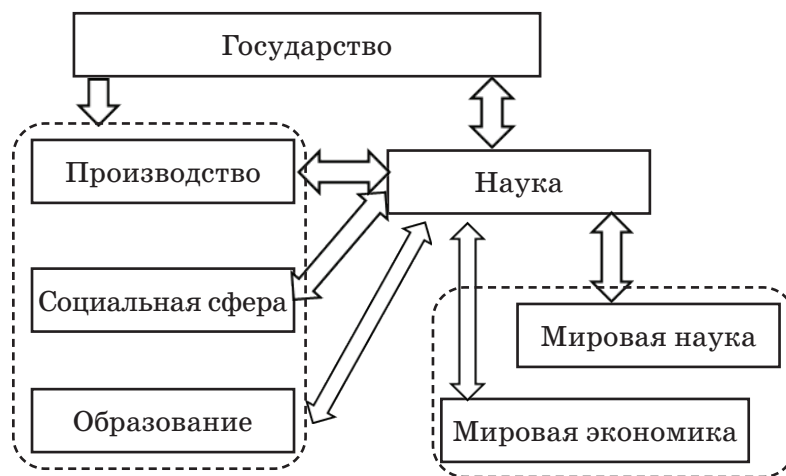 Государство
Производство
Наука
Социальная сфера
Мировая наука
Образование
Мировая экономика